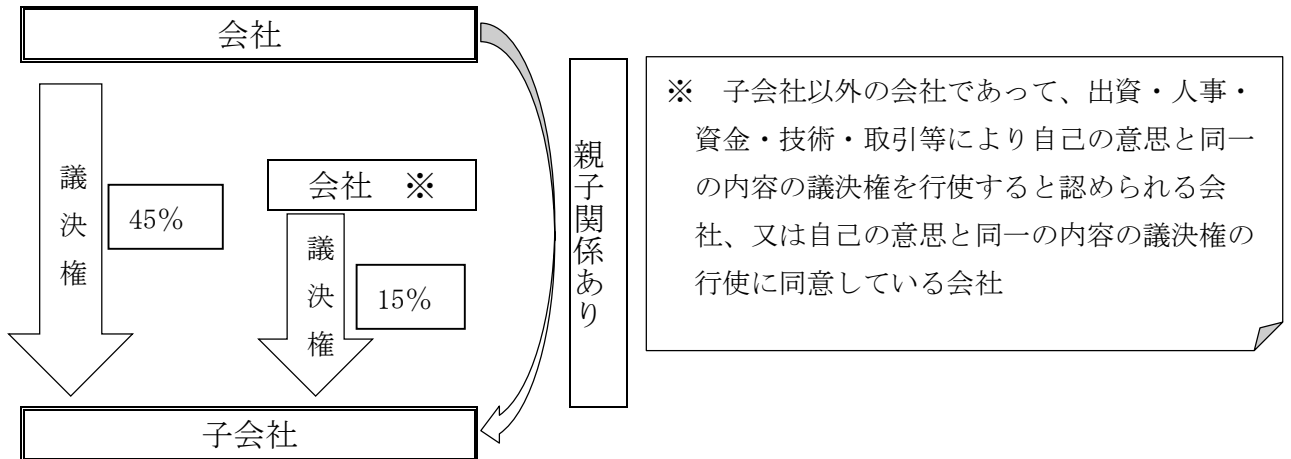 会社
議決権
45%
会社　※
議決権
15%
子会社
親子関係あり
※　子会社以外の会社であって、出資・人事・
資金・技術・取引等により自己の意思と同一
の内容の議決権を行使すると認められる会
社、又は自己の意思と同一の内容の議決権の
行使に同意している会社